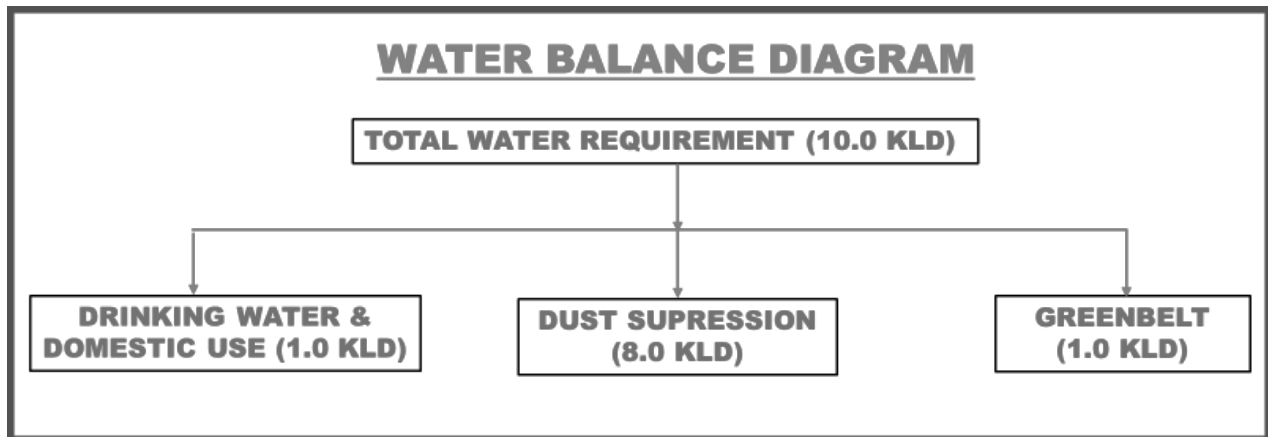 WATER BALANCE DIAGRAM
TOTAL WATER REQUIREMENT (10.0 KLD)
DRINKING WATER &
DOMESTIC USE (1.0 KLD)
DUST SUPRESSION
(8.0 KLD)
GREENBELT
(1.0 KLD)